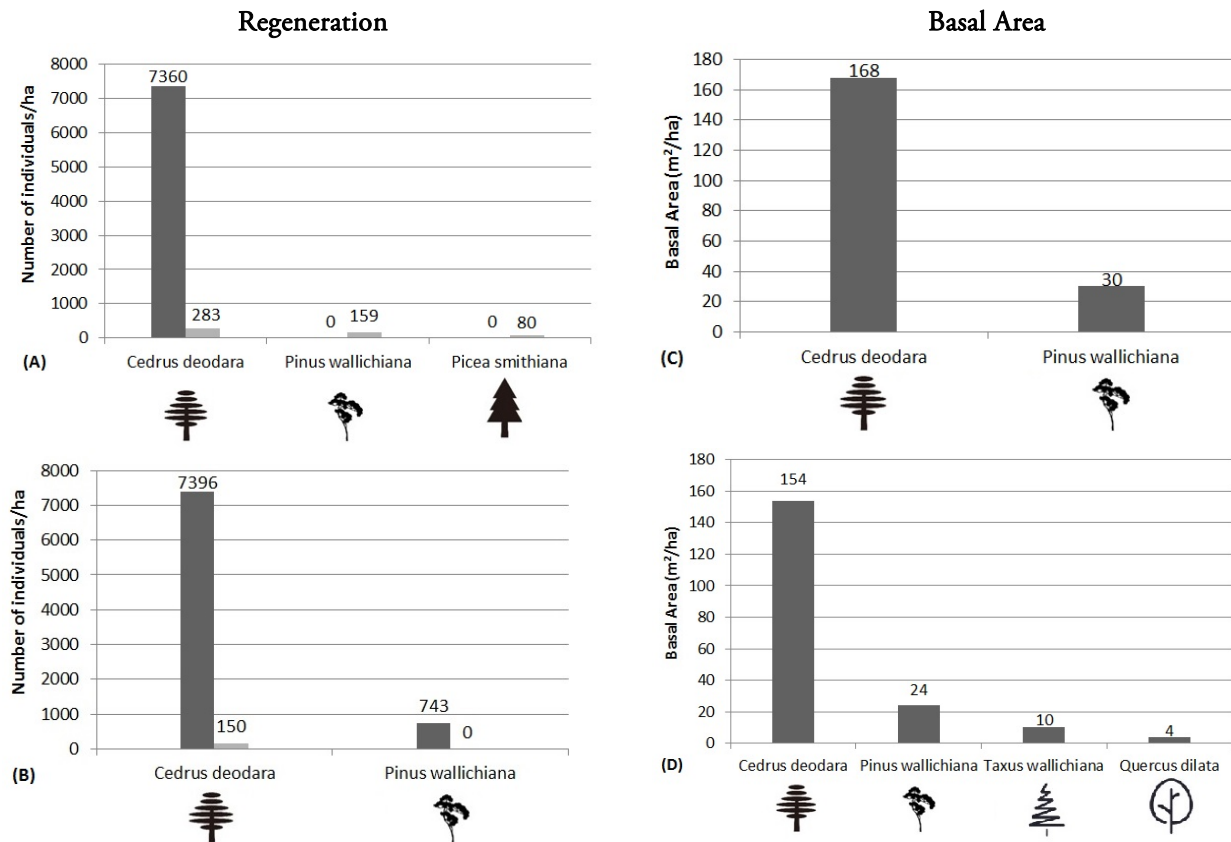 Regeneration
Number of individuals/ha
8000
7000
6000
5000
4000
3000
2000
1000
0
7360
283
0
159
0
80
(A)
Cedrus deodara
Pinus wallichiana
Picea smithiana
Basal Area
Basal Area (m²/ha)
180
160
140
120
100
80
60
40
20
0
168
30
(C)
Cedrus deodara
Pinus wallichiana
Number of individuals/ha
8000
7000
6000
5000
4000
3000
2000
1000
0
7396
150
743
0
(B)
Cedrus deodara
Pinus wallichiana
Basal Area (m²/ha)
180
160
140
120
100
80
60
40
20
0
154
24
10
4
(D)
Cedrus deodara
Pinus wallichiana
Taxus wallichiana
Quercus dilata